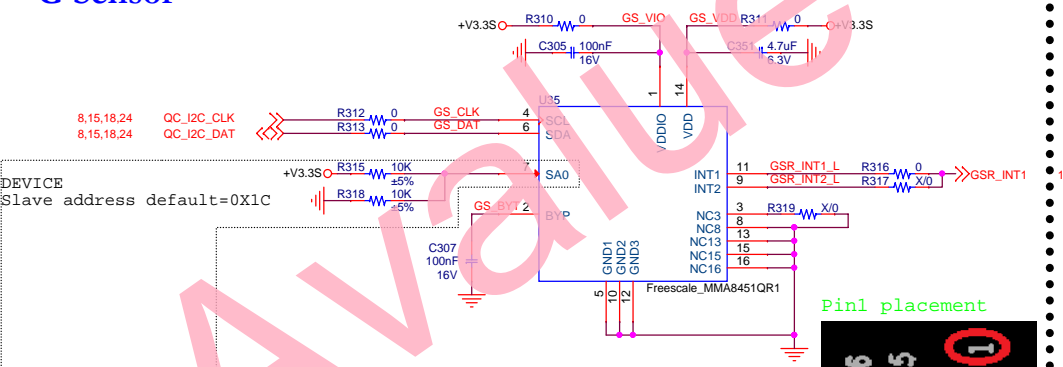 G-Sensor
+V3.3S R310 0 GS_VIO GS_VDD R311 0 +V3.3S
C305 100nF C351 4.7uF
16V 6.3V
1 14
U35
VDDIO VDD
8,15,18,24 QC_I2C_CLK R312 0 GS_CLK 4 SCL
8,15,18,24 QC_I2C_DAT R313 0 GS_DAT 6 SDA
+V3.3S R315 10K 7 SA0
±5%
DEVICE
Slave address default=0X1C
R318 10K
±5%
INT1 11 GSR_INT1_L R316 0 GSR_INT1
INT2 9 GSR_INT2_L R317 X/0
GS_BYT 2 BYP
NC3 3 R319 X/0
NC8 8
NC13 13
NC15 15
NC16 16
C307
100nF
16V
GND1 GND2 GND3
5 10 12
Freescale_MMA8451QR1
Pin1 placement
1
6
5
Avalue